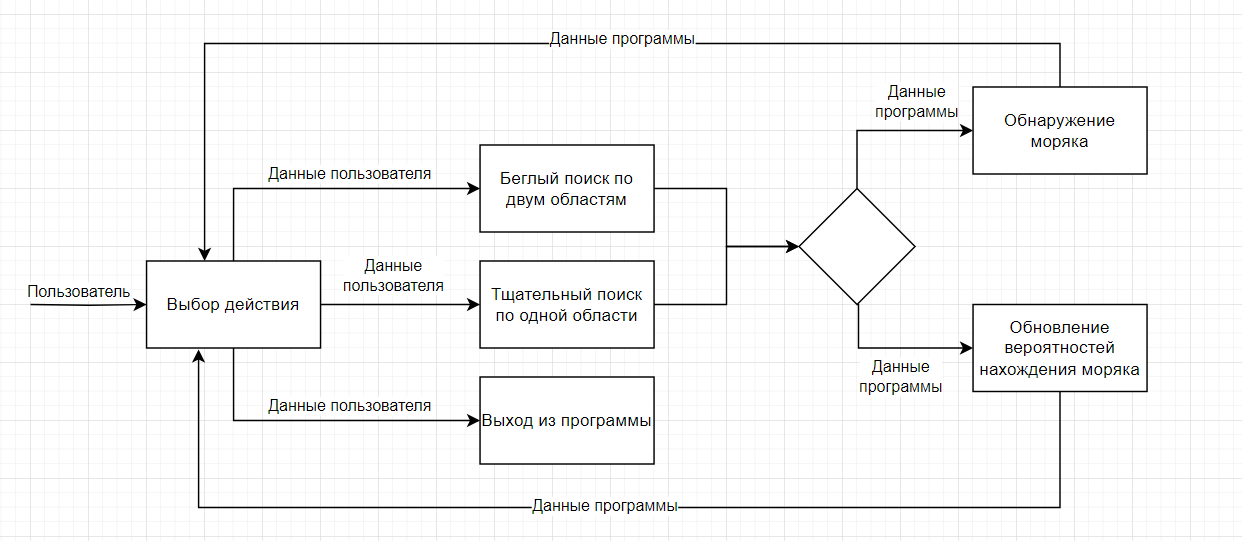 Данные программы
Данные
программы
Обнаружение
моряка
Данные пользователя
Беглый поиск по
двум областям
Пользователь
Выбор действия
Данные
пользователя
Тщательный поиск
по одной области
Обновление
вероятностей
нахождения моряка
Данные
программы
Данные пользователя
Выход из программы
Данные программы